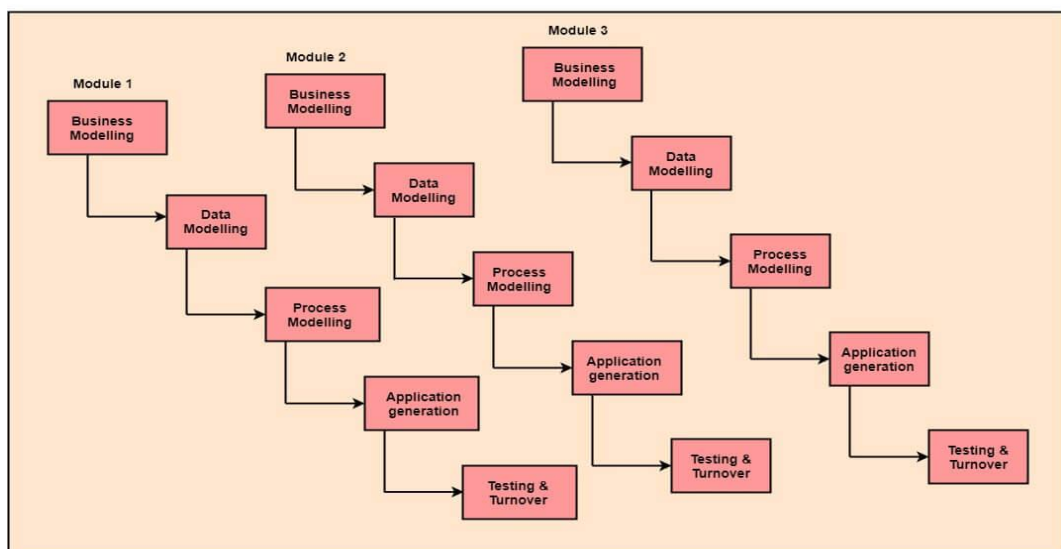 Module 1
Business
Modelling
Data
Modelling
Process
Modelling
Application
generation
Testing &
Turnover
Module 2
Business
Modelling
Data
Modelling
Process
Modelling
Application
generation
Testing &
Turnover
Module 3
Business
Modelling
Data
Modelling
Process
Modelling
Application
generation
Testing &
Turnover